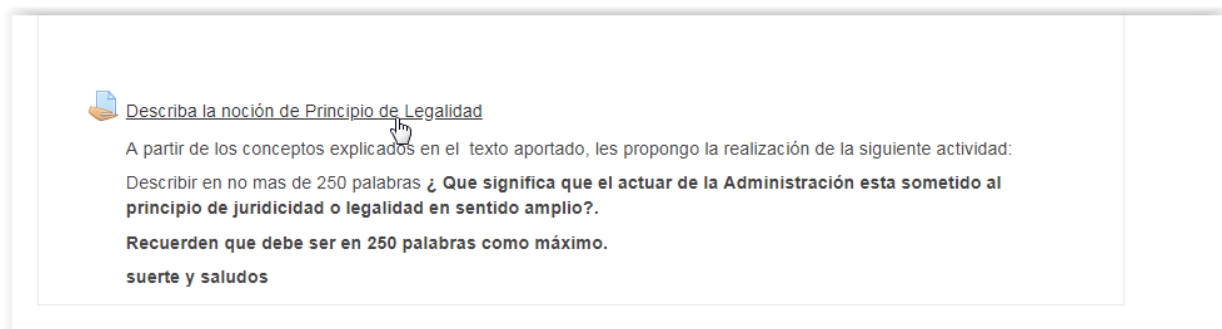 Describa la noción de Principio de Legalidad
A partir de los conceptos explicados en el texto aportado, les propongo la realización de la siguiente actividad:
Describir en no mas de 250 palabras ¿ Que significa que el actuar de la Administración esta sometido al
principio de juridicidad o legalidad en sentido amplio?.
Recuerden que debe ser en 250 palabras como máximo.
suerte y saludos